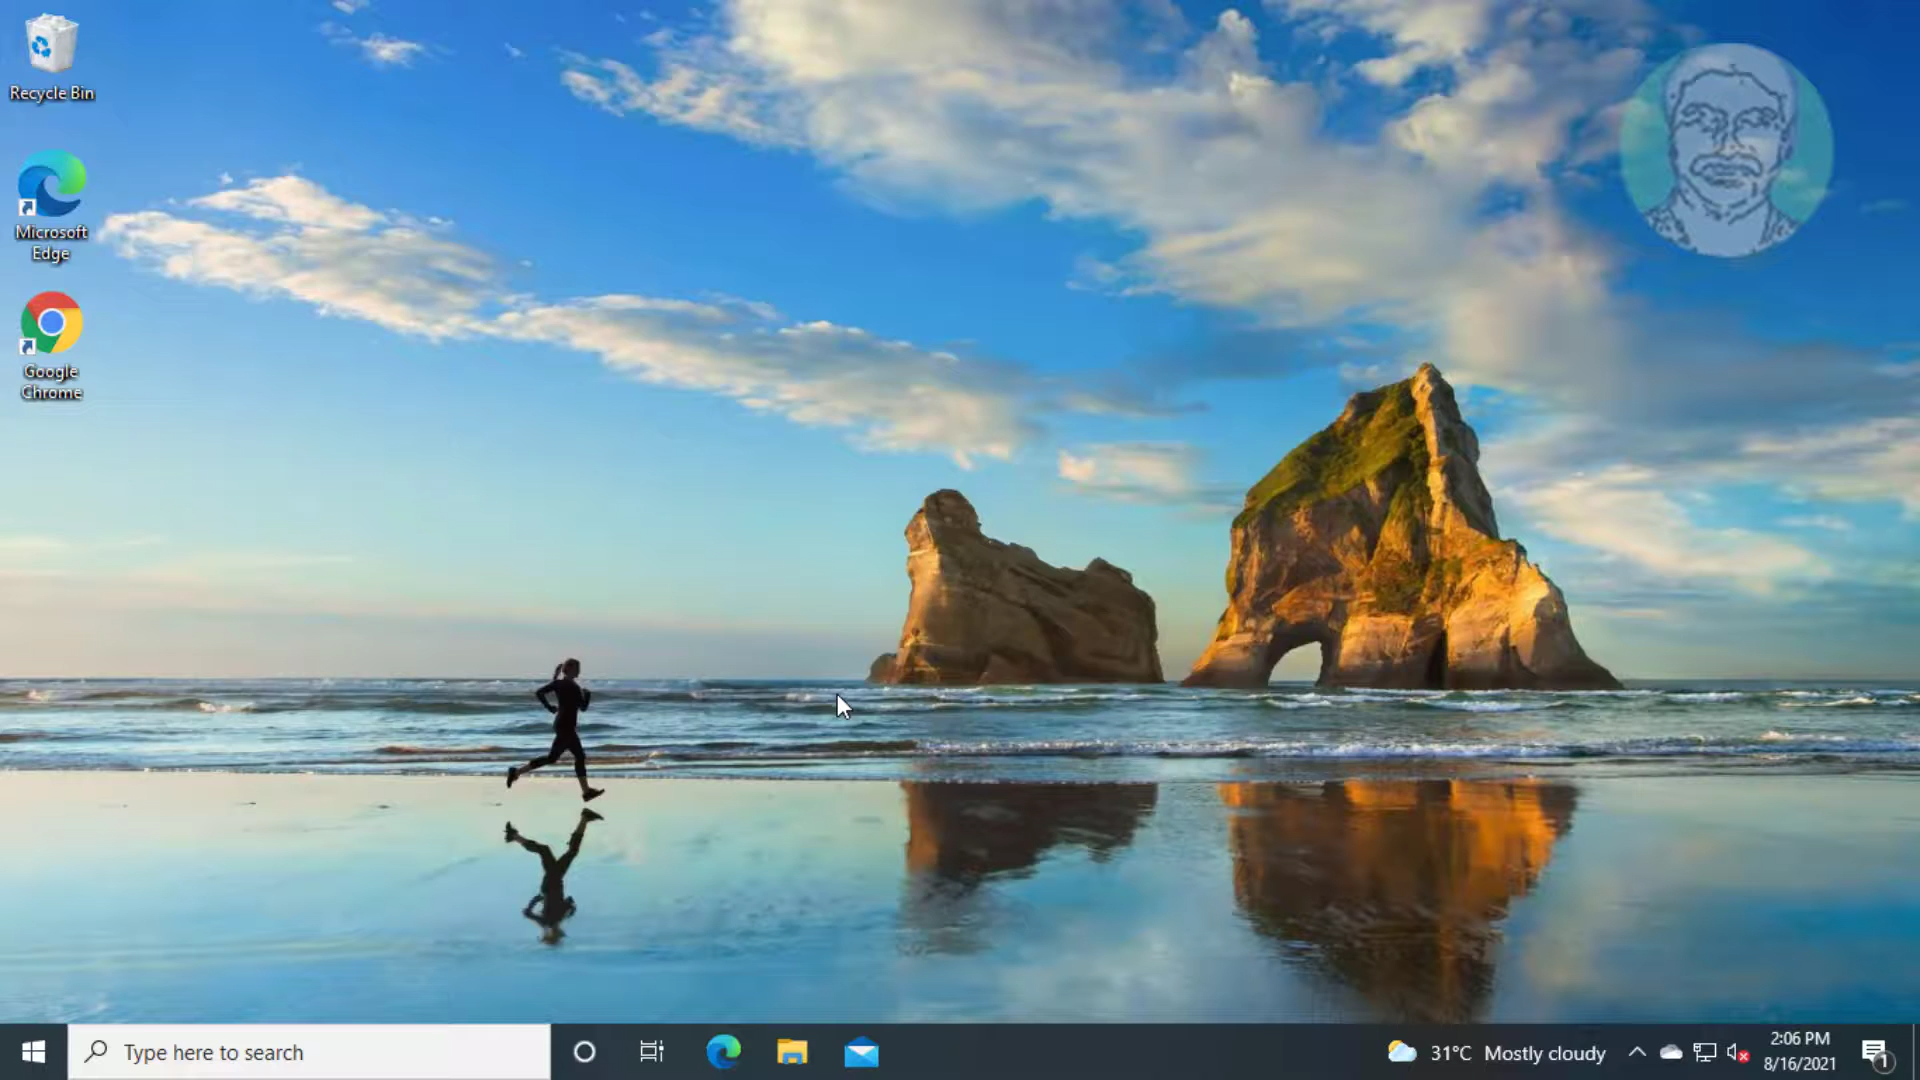 Recycle Bin
Microsoft
Edge
Google
Chrome
Type here to search
31°C Mostly cloudy
2:06 PM
8/16/2021
1